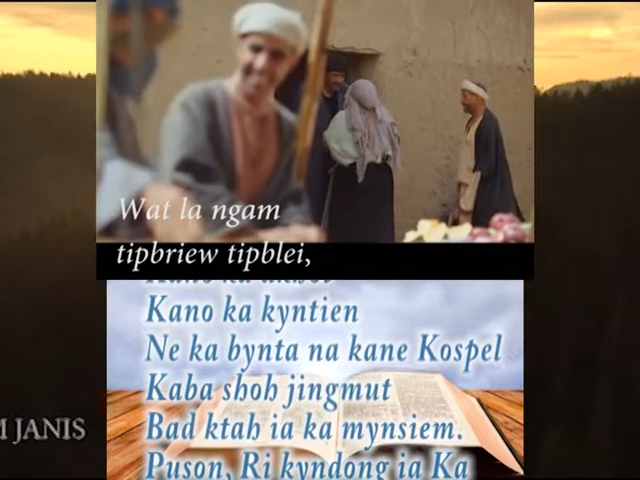 Wat la ngam
tipbriew tipblei,
Kano ka kyntien
Ne ka bynta na kane Kospel
Kaba shoh jingmut
Bad ktah ia ka mynsiem.
Puson, Ri kyndong ia Ka
JANIS